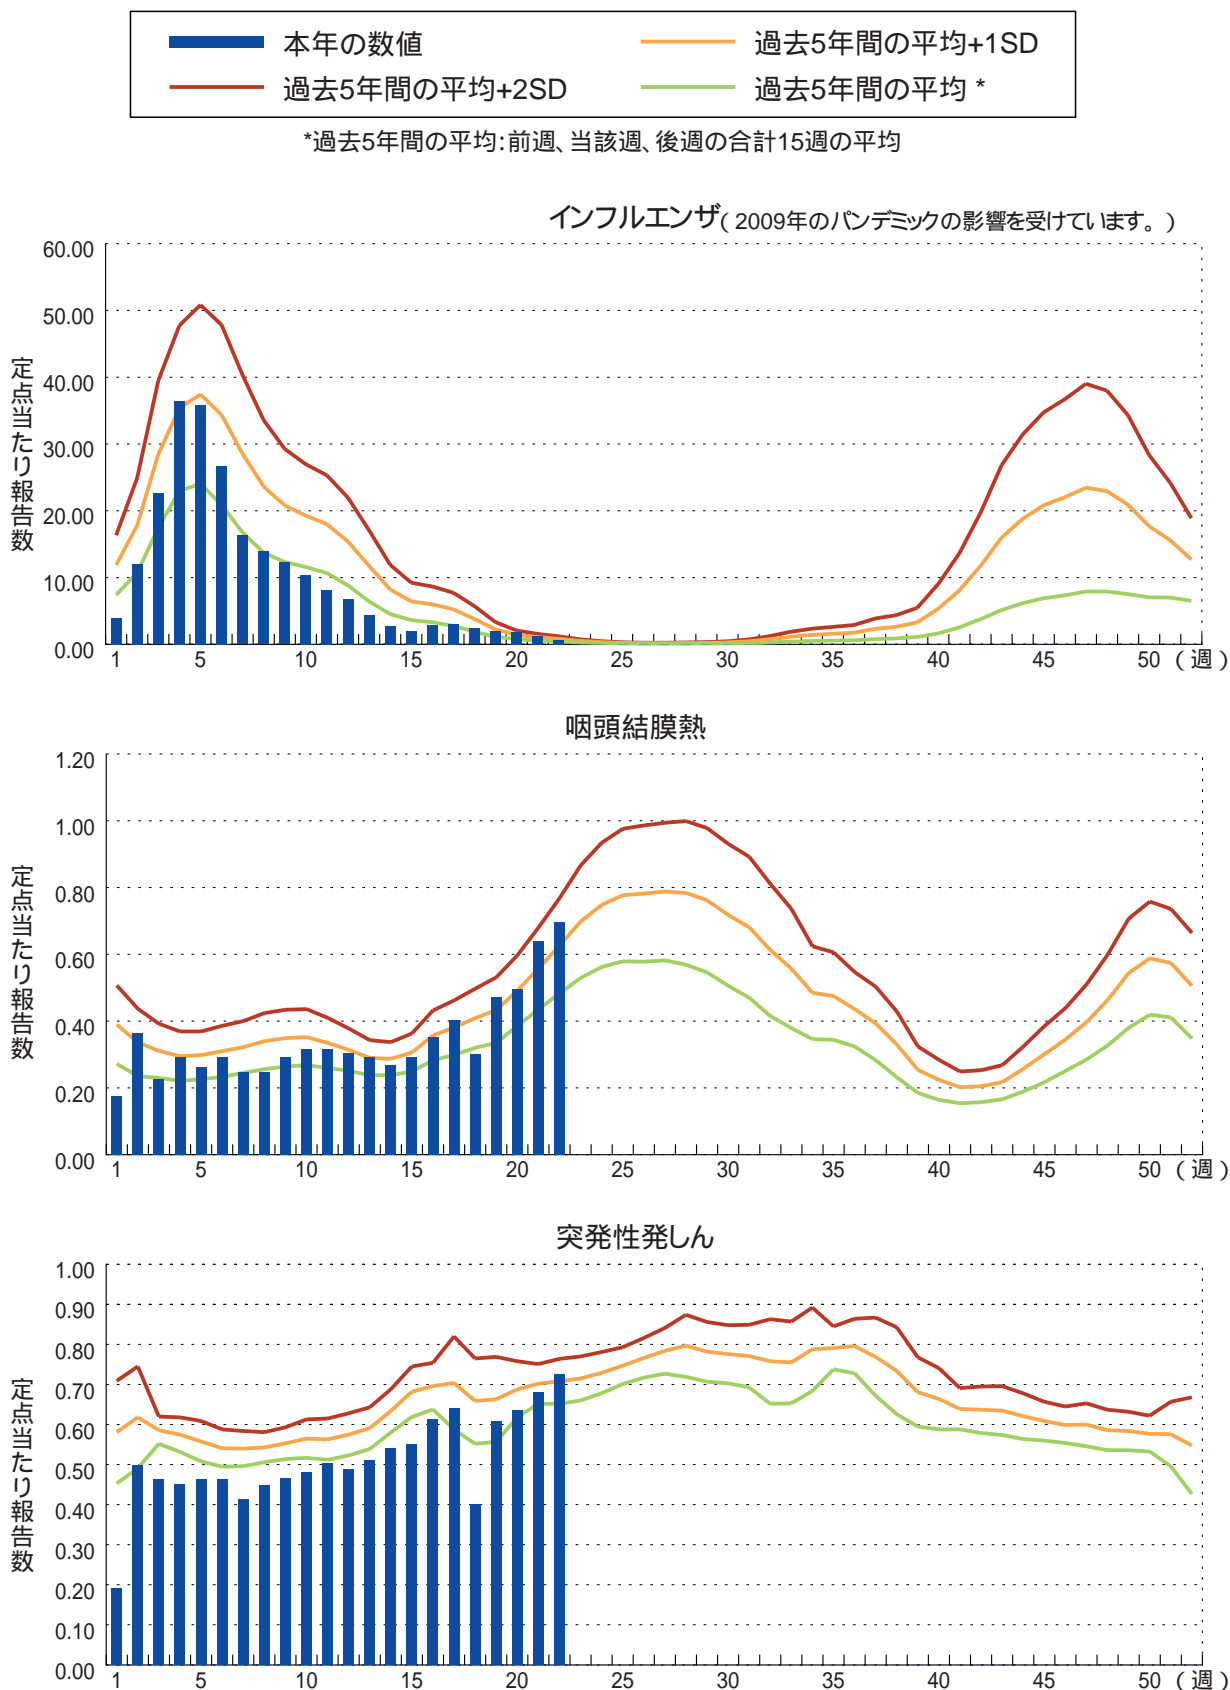 本年の数値
過去5年間の平均+1SD
過去5年間の平均+2SD
過去5年間の平均 *
*過去5年間の平均:前週、当該週、後週の合計15週の平均
インフルエンザ( 2009年のパンデミックの影響を受けています。 )
定点当たり報告数
60.00
50.00
40.00
30.00
20.00
10.00
0.00
1 5 10 15 20 25 30 35 40 45 50 (週)
咽頭結膜熱
定点当たり報告数
1.20
1.00
0.80
0.60
0.40
0.20
0.00
1 5 10 15 20 25 30 35 40 45 50 (週)
突発性発しん
定点当たり報告数
1.00
0.90
0.80
0.70
0.60
0.50
0.40
0.30
0.20
0.10
0.00
1 5 10 15 20 25 30 35 40 45 50 (週)